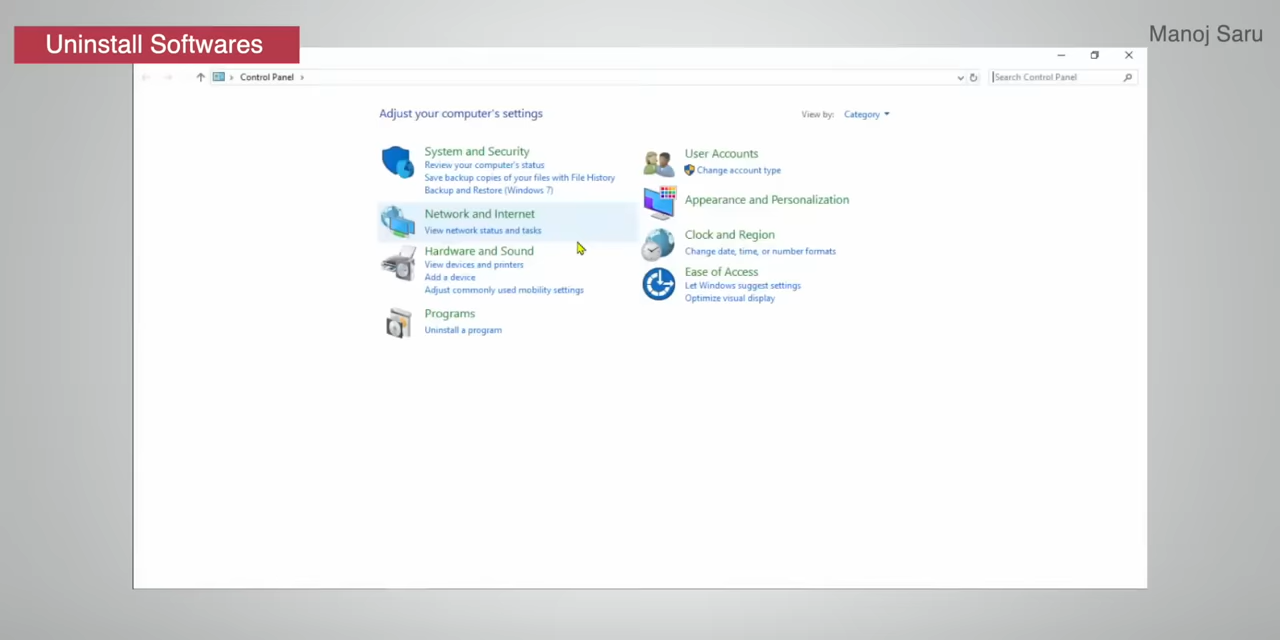 Uninstall Softwares
Manoj Saru
Control Panel
Search Control Panel
Adjust your computer's settings
View by: Category
System and Security
Review your computer's status
Save backup copies of your files with File History
Backup and Restore (Windows 7)
Network and Internet
View network status and tasks
Hardware and Sound
View devices and printers
Add a device
Adjust commonly used mobility settings
Programs
Uninstall a program
User Accounts
Change account type
Appearance and Personalization
Clock and Region
Change date, time, or number formats
Ease of Access
Let Windows suggest settings
Optimize visual display